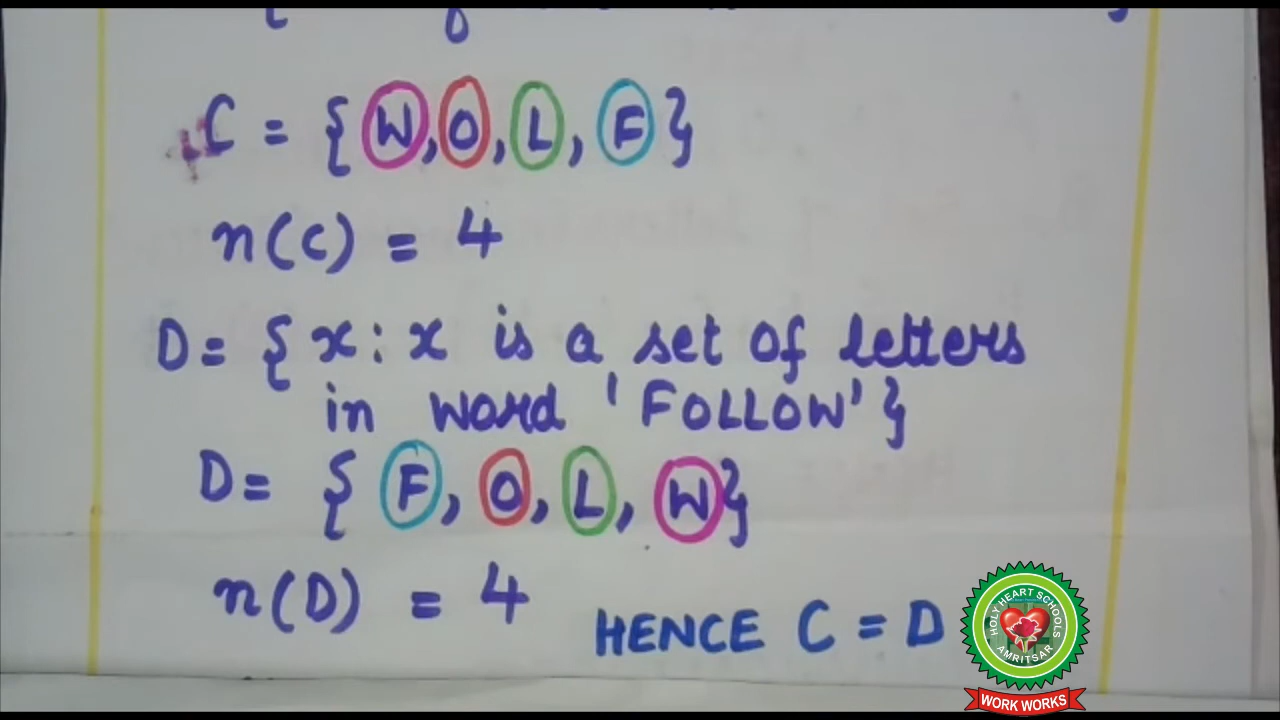 C = { W, O, L, F }
n(C) = 4
D = { x : x is a set of letters
in word 'FOLLOW' }
D = { F, O, L, W }
n(D) = 4
HENCE C = D
HOLY HEART SCHOOLS
AMRITSAR
WORK WORKS